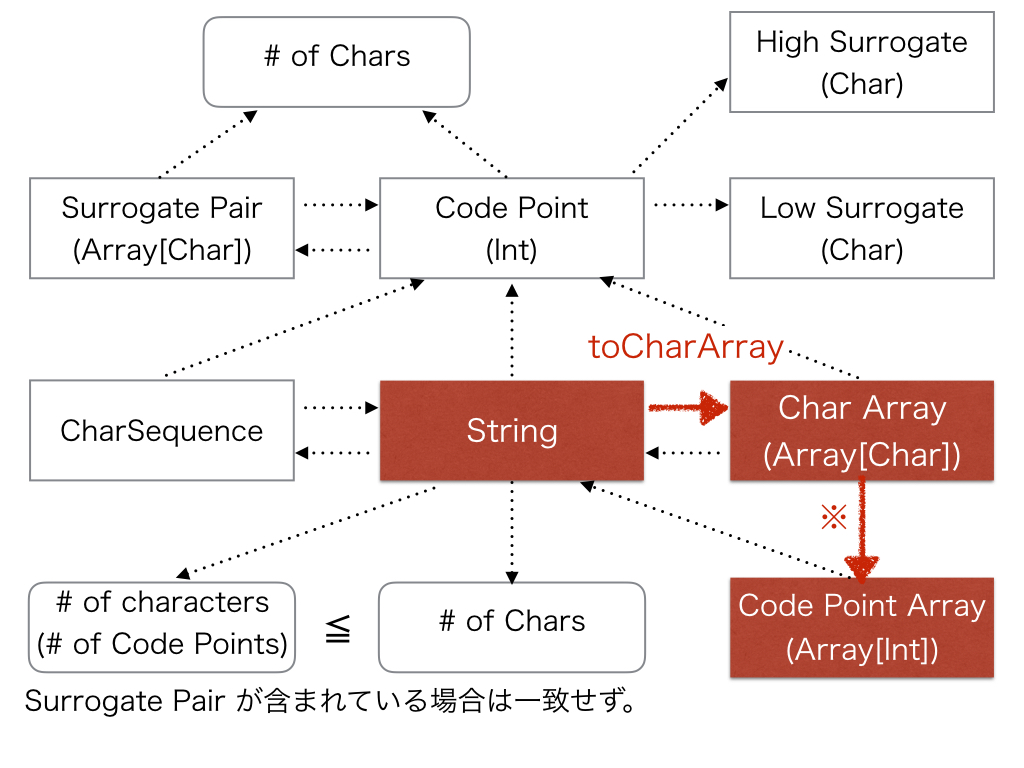 # of Chars
High Surrogate
(Char)
Surrogate Pair
(Array[Char])
Code Point
(Int)
Low Surrogate
(Char)
toCharArray
CharSequence
String
Char Array
(Array[Char])
※
# of characters
(# of Code Points)
≦
# of Chars
Code Point Array
(Array[Int])
Surrogate Pair が含まれている場合は一致せず。